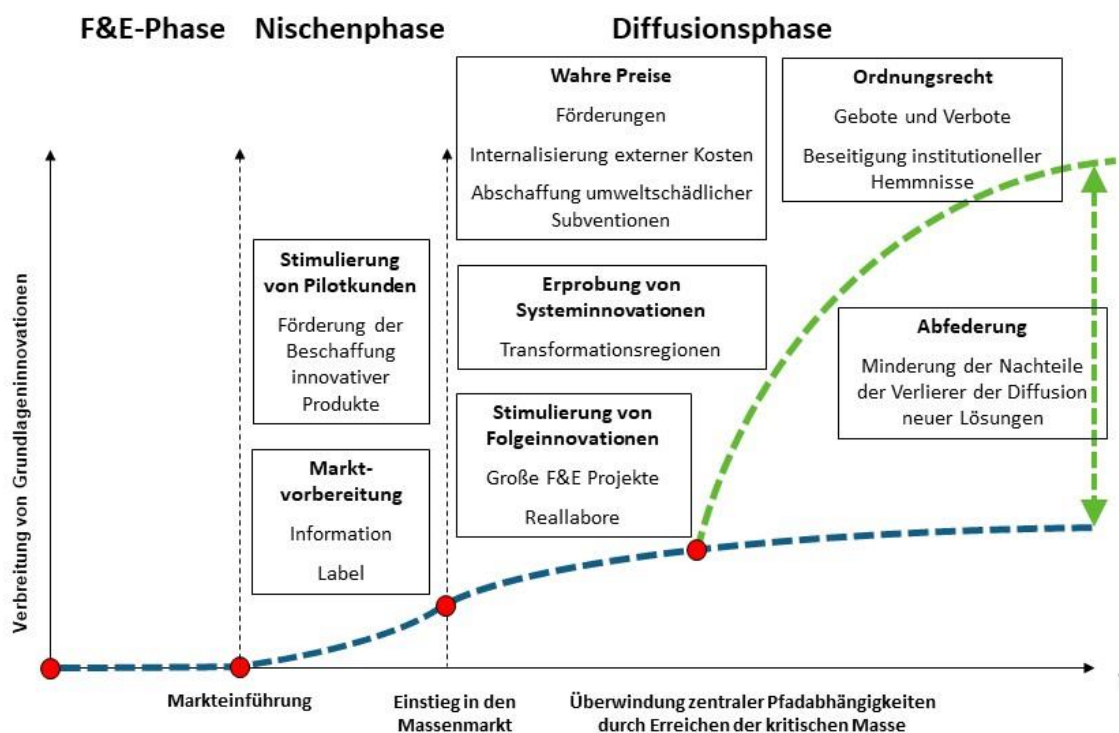 F&E-Phase
Nischenphase
Diffusionsphase
Wahre Preise
Förderungen
Internalisierung externer Kosten
Abschaffung umweltschädlicher
Subventionen
Ordnungsrecht
Gebote und Verbote
Beseitigung institutioneller
Hemmnisse
Stimulierung
von Pilotkunden
Förderung der
Beschaffung
innovativer
Produkte
Erprobung von
Systeminnovationen
Transformationsregionen
Abfederung
Minderung der Nachteile
der Verlierer der Diffusion
neuer Lösungen
Markt-
vorbereitung
Information
Label
Stimulierung von
Folgeinnovationen
Große F&E Projekte
Reallabore
Verbreitung von Grundlageninnovationen
Markteinführung
Einstieg in den
Massenmarkt
Überwindung zentraler Pfadabhängigkeiten
durch Erreichen der kritischen Masse